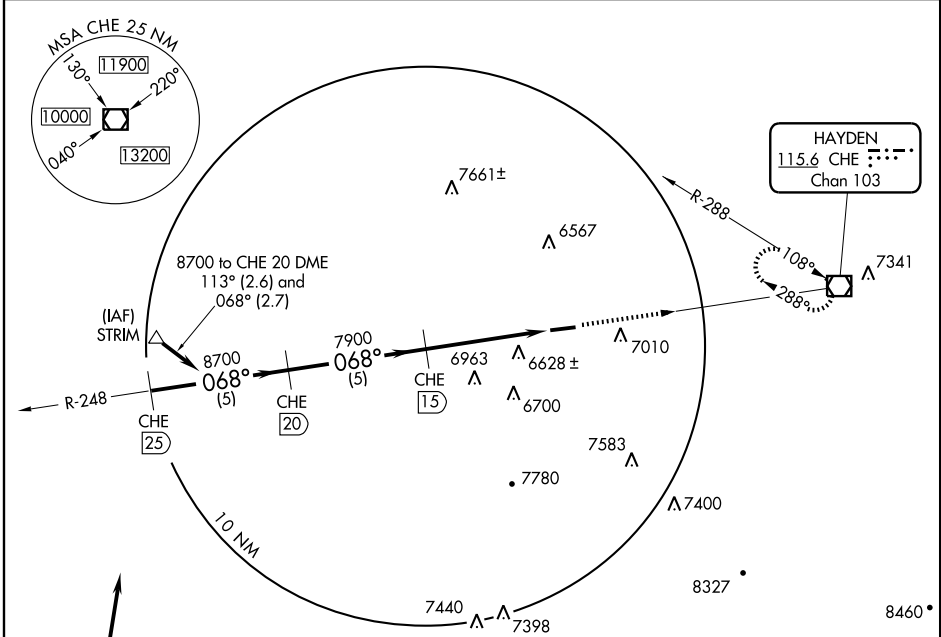 MSA CHE 25 NM
130°
11900
220°
10000
040°
13200
HAYDEN
115.6 CHE
Chan 103
7661±
R-288
6567
108°
7341
288°
8700 to CHE 20 DME
113° (2.6) and
068° (2.7)
(IAF)
STRIM
8700
068°
(5)
7900
068°
(5)
7010
6963
6628±
6700
R-248
CHE
25
CHE
20
CHE
15
7583
7780
7400
10 NM
8327
7440
7398
8460